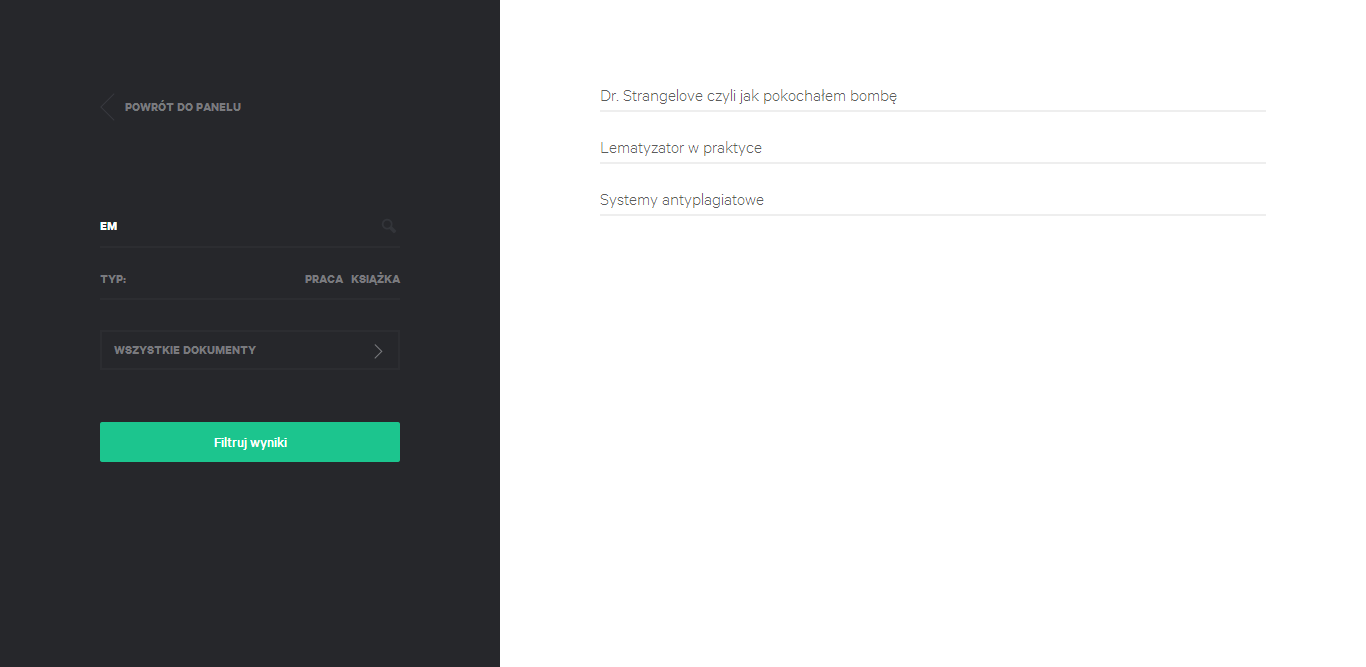 POWRÓT DO PANELU
EM
TYP: PRACA KSIĄŻKA
WSZYSTKIE DOKUMENTY
Filtruj wyniki
Dr. Strangelove czyli jak pokochałem bombę
Lematyzator w praktyce
Systemy antyplagiatowe